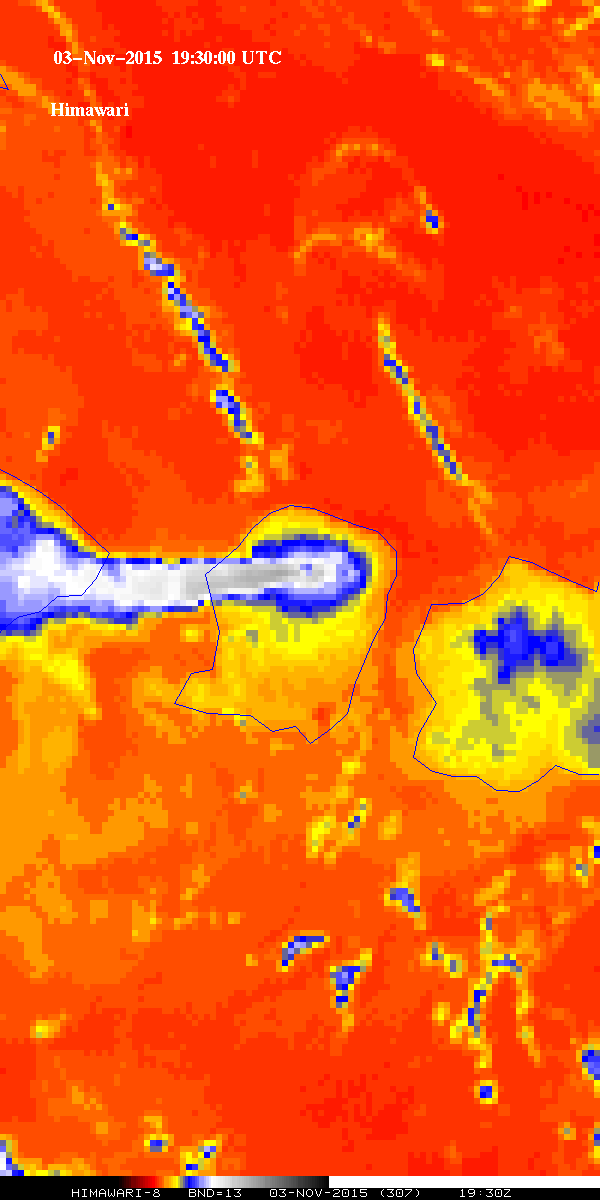 03-Nov-2015 19:30:00 UTC
Himawari
HIMAWARI-8 BND=13 03-NOV-2015 (307) 19:30Z